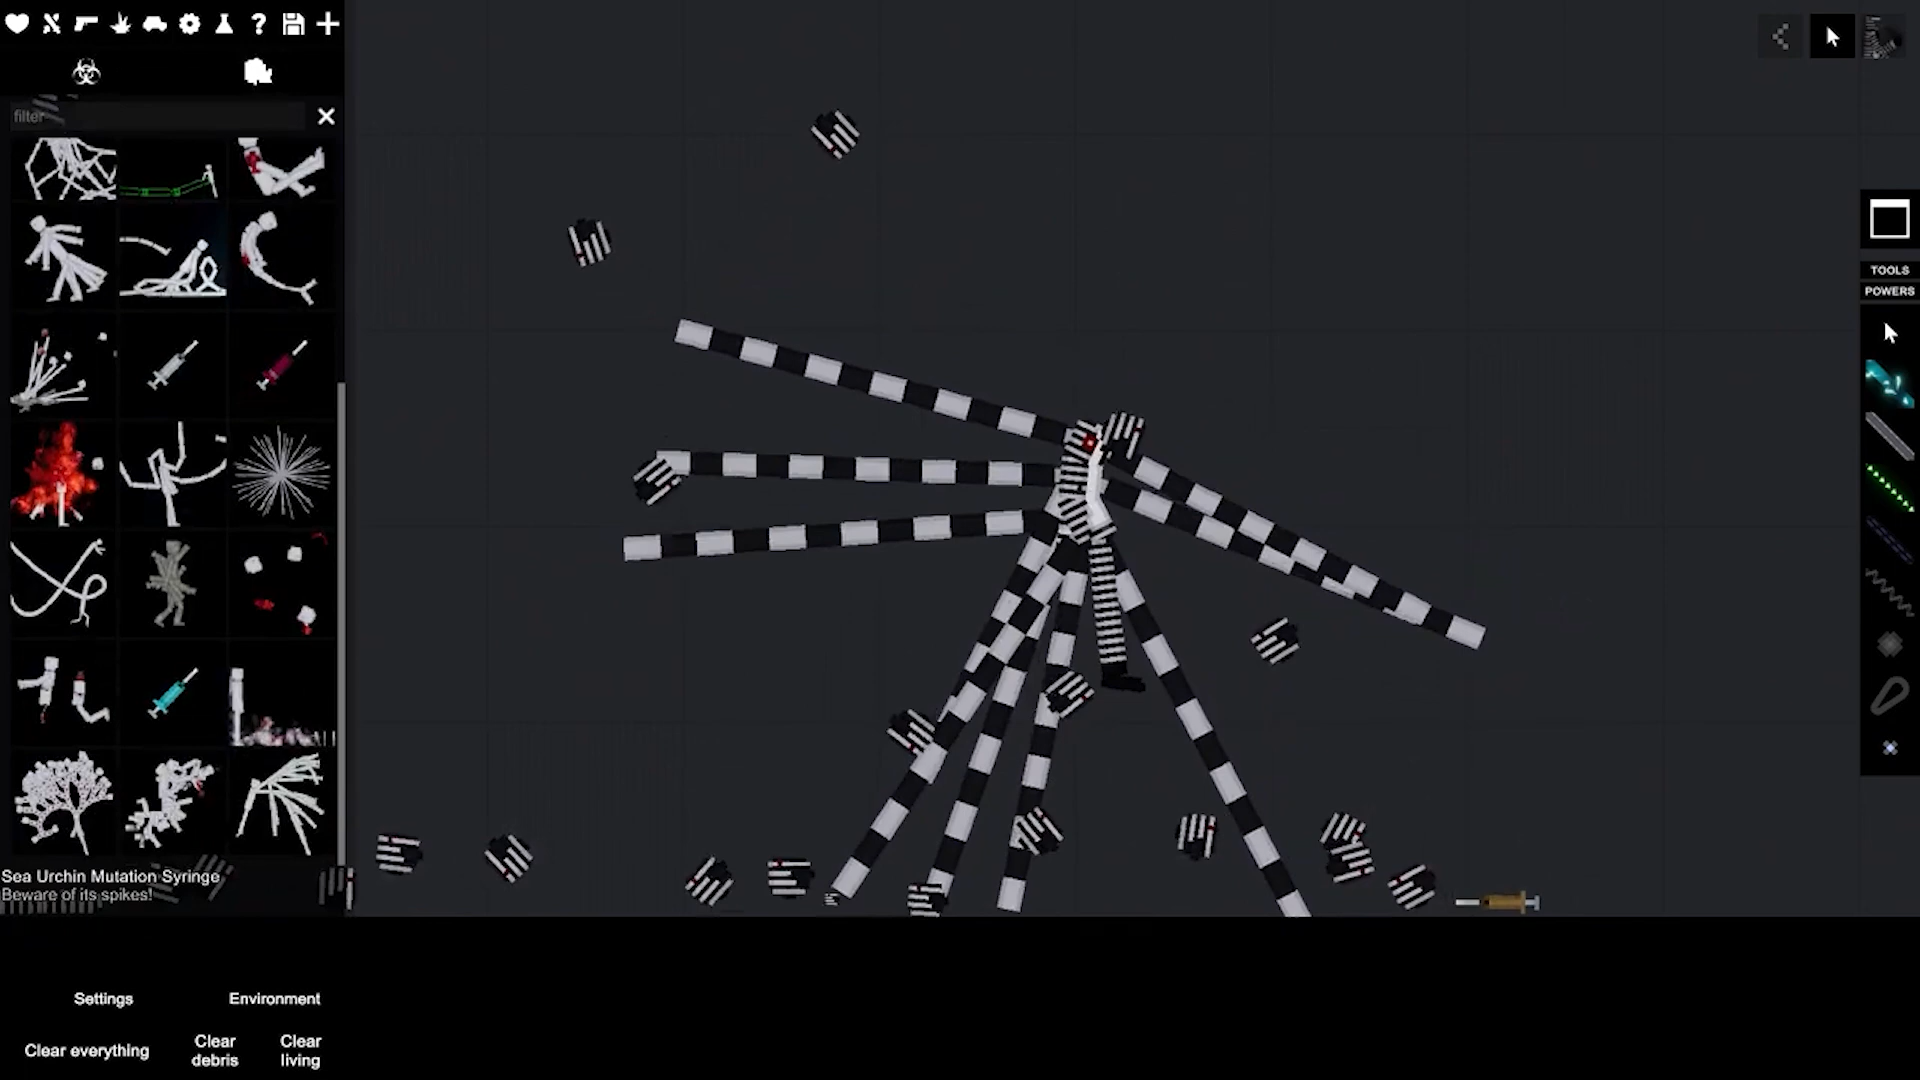 filter
TOOLS
POWERS
Sea Urchin Mutation Syringe
Beware of its spikes!
Settings
Environment
Clear everything
Clear
debris
Clear
living